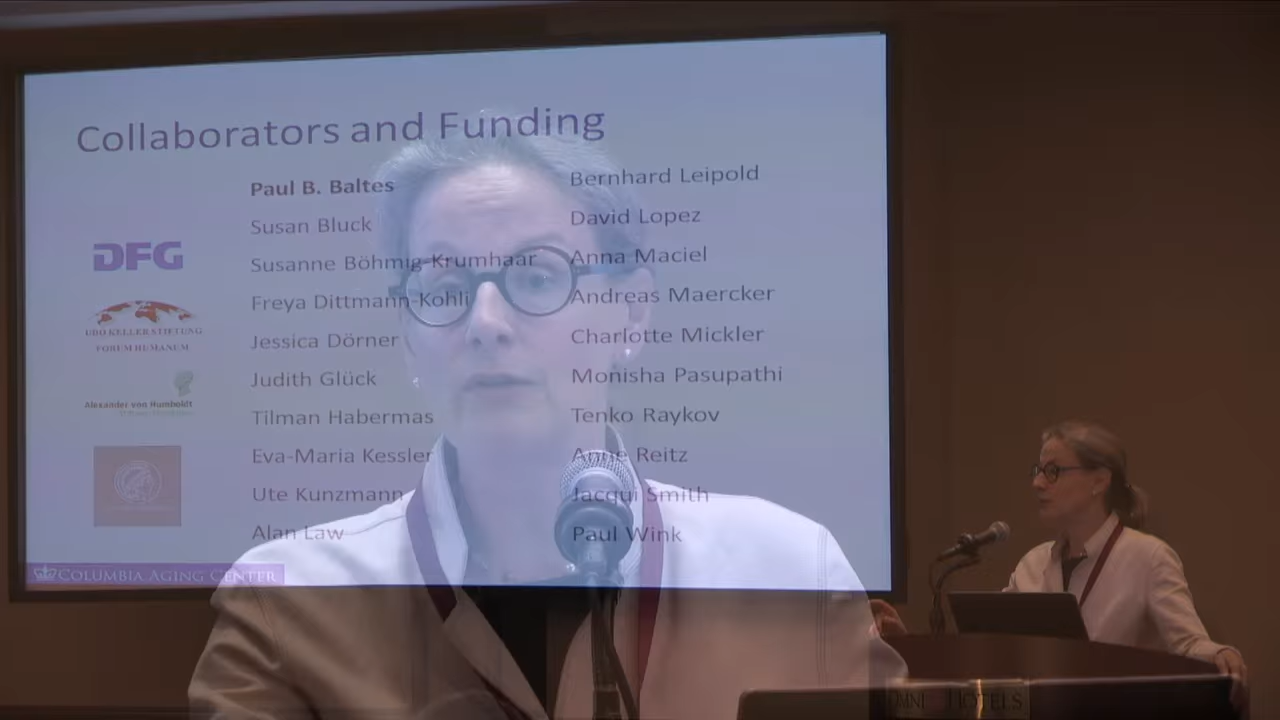 Collaborators and Funding
Paul B. Baltes
Susan Bluck
Susanne Böhmig-Krumhaar
Freya Dittmann-Kohli
Jessica Dörner
Judith Glück
Tilman Habermas
Eva-Maria Kessler
Ute Kunzmann
Alan Law
Bernhard Leipold
David Lopez
Anna Maciel
Andreas Maercker
Charlotte Mickler
Monisha Pasupathi
Tenko Raykov
Anne Reitz
Jacqui Smith
Paul Wink
DFG
UDO KELLER STIFTUNG
FORUM HUMANUM
Alexander von Humboldt
COLUMBIA AGING CENTER
OMNI HOTELS